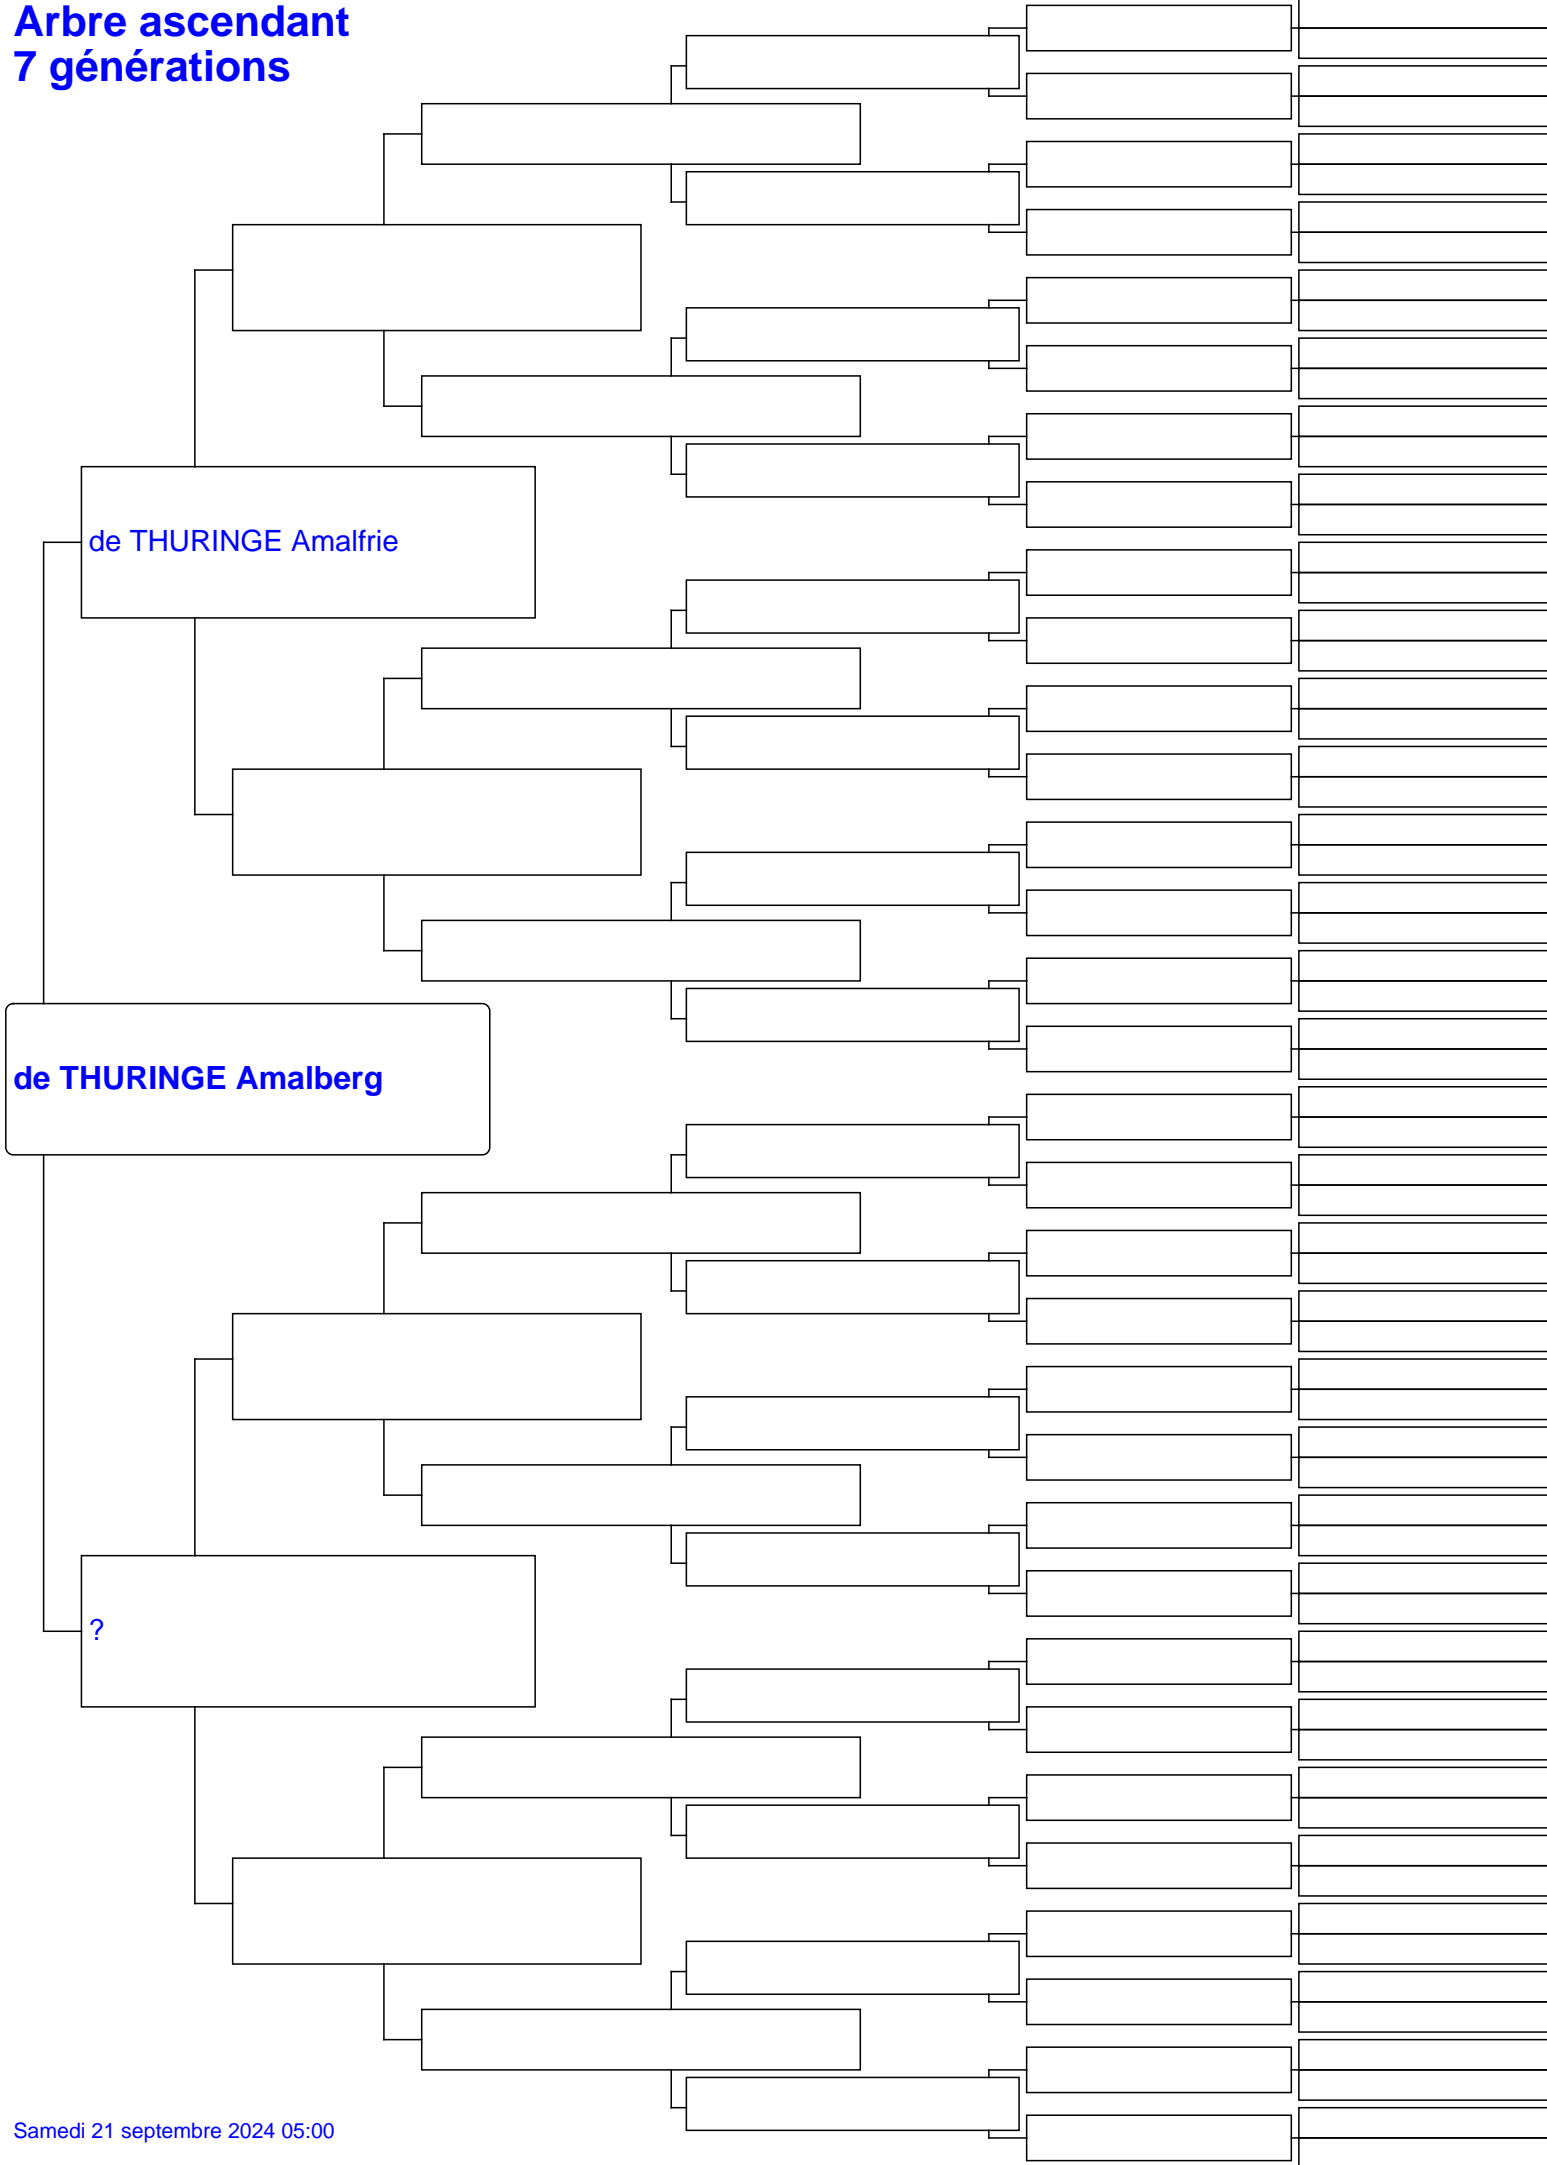 Arbre ascendant
7 générations
de THURINGE Amalfrie
de THURINGE Amalberg
?
Samedi 21 septembre 2024 05:00